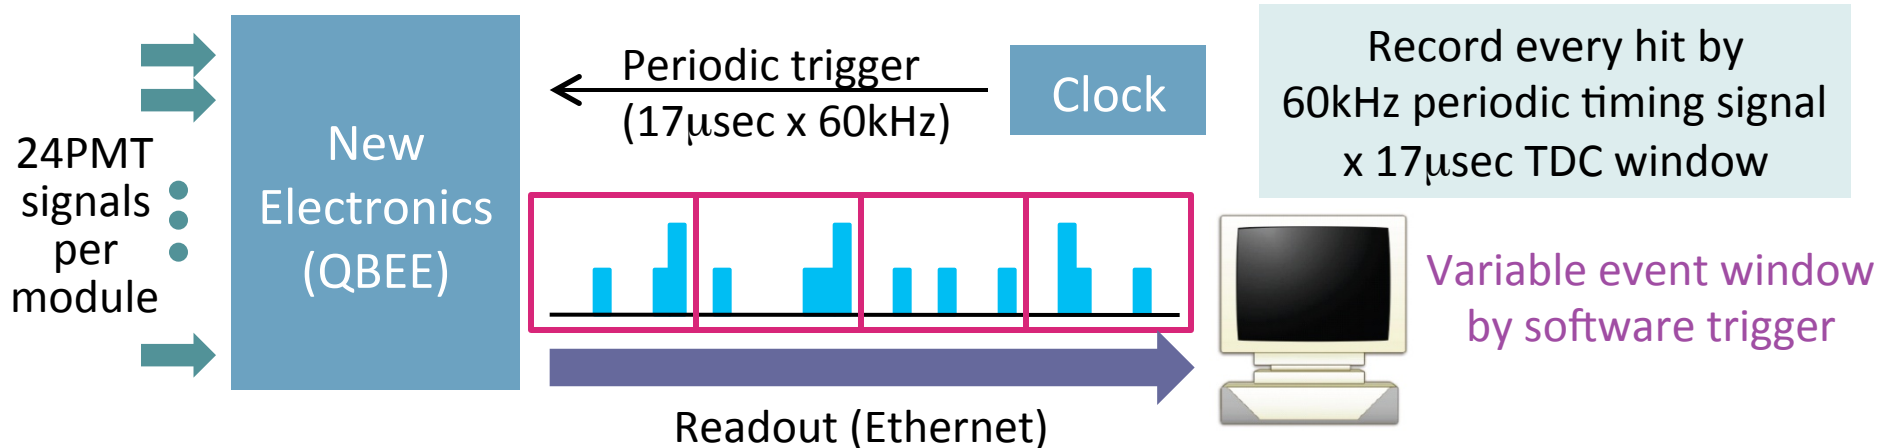 24PMT
signals
per
module
New
Electronics
(QBEE)
Periodic trigger
(17μsec x 60kHz)
Clock
Record every hit by
60kHz periodic timing signal
x 17μsec TDC window
Variable event window
by software trigger
Readout (Ethernet)